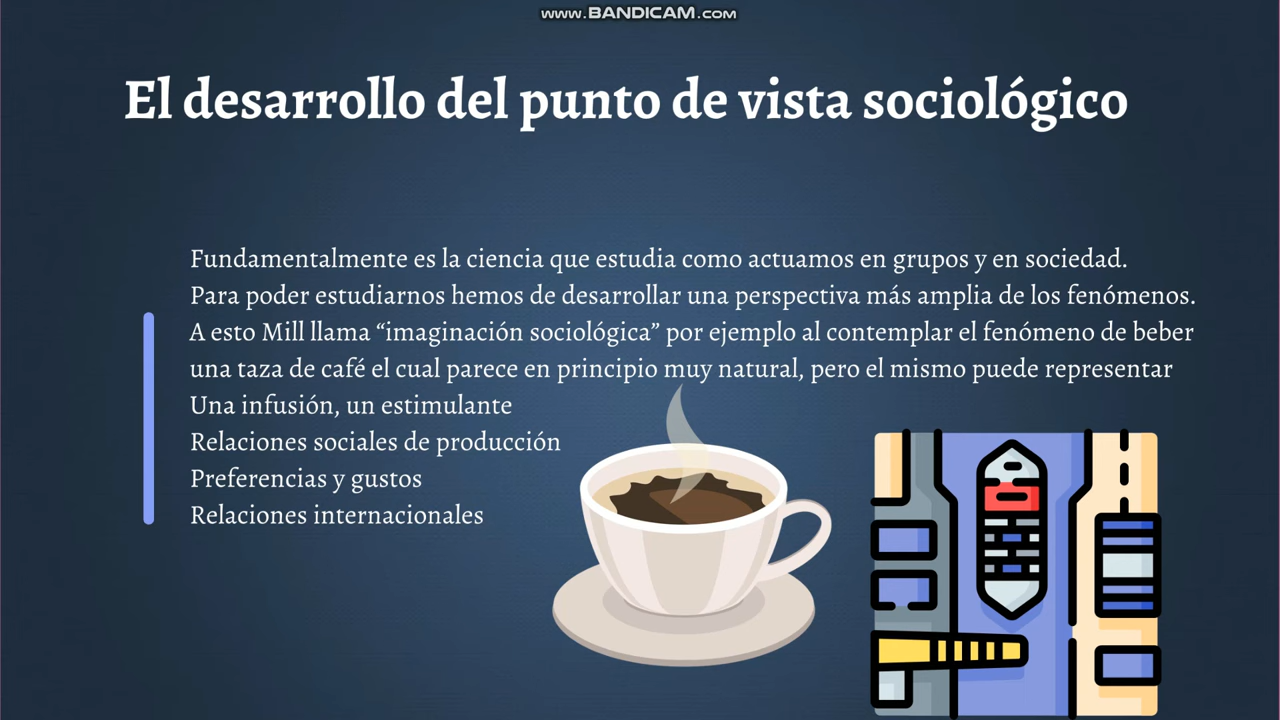 www.BANDICAM.com
El desarrollo del punto de vista sociológico
Fundamentalmente es la ciencia que estudia como actuamos en grupos y en sociedad.
Para poder estudiarnos hemos de desarrollar una perspectiva más amplia de los fenómenos.
A esto Mill llama “imaginación sociológica” por ejemplo al contemplar el fenómeno de beber
una taza de café el cual parece en principio muy natural, pero el mismo puede representar
Una infusión, un estimulante
Relaciones sociales de producción
Preferencias y gustos
Relaciones internacionales